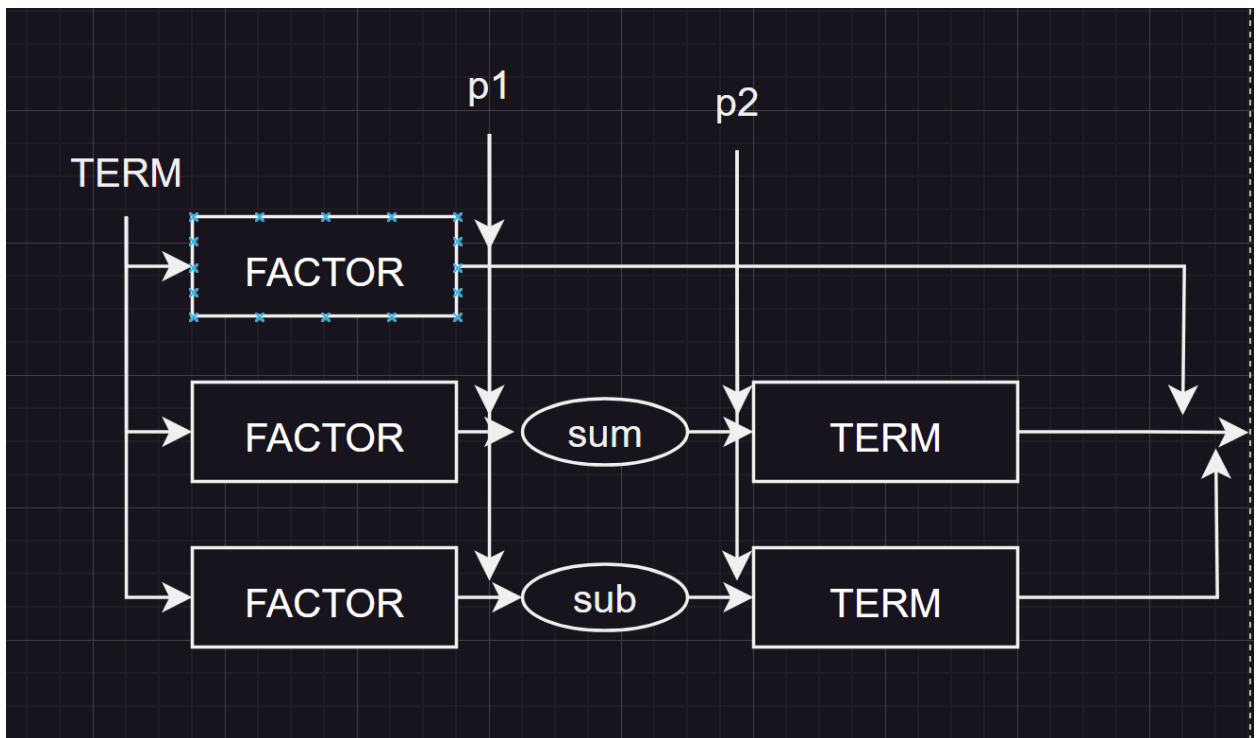 p1
p2
TERM
FACTOR
FACTOR
sum
TERM
FACTOR
sub
TERM